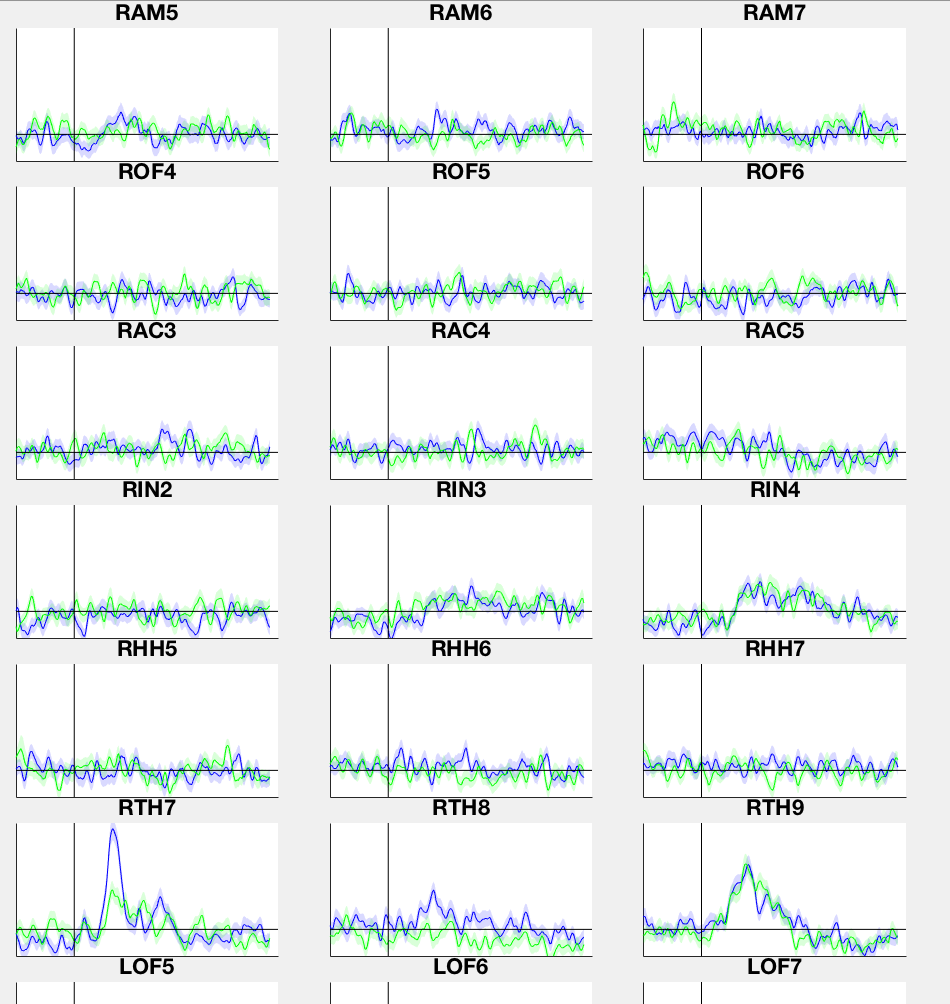 RAM5 RAM6 RAM7
ROF4 ROF5 ROF6
RAC3 RAC4 RAC5
RIN2 RIN3 RIN4
RHH5 RHH6 RHH7
RTH7 RTH8 RTH9
LOF5 LOF6 LOF7